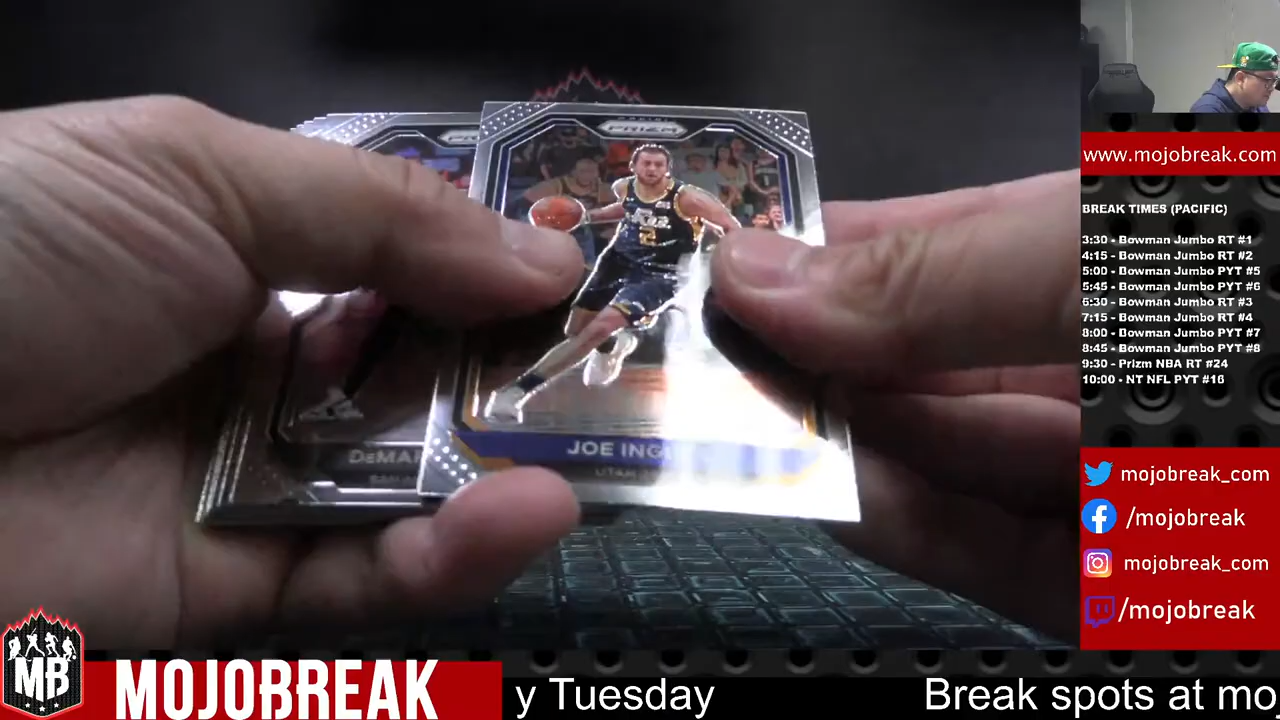 PRIZM
JAZZ
2
JOE ING
UTAH
DEMAR
www.mojobreak.com
BREAK TIMES (PACIFIC)
3:30 - Bowman Jumbo RT #1
4:15 - Bowman Jumbo RT #2
5:00 - Bowman Jumbo PYT #5
5:45 - Bowman Jumbo PYT #6
6:30 - Bowman Jumbo RT #3
7:15 - Bowman Jumbo RT #4
8:00 - Bowman Jumbo PYT #7
8:45 - Bowman Jumbo PYT #8
9:30 - Prizm NBA RT #24
10:00 - NT NFL PYT #16
mojobreak_com
/mojobreak
mojobreak_com
/mojobreak
MB
MOJOBREAK
y Tuesday
Break spots at mo